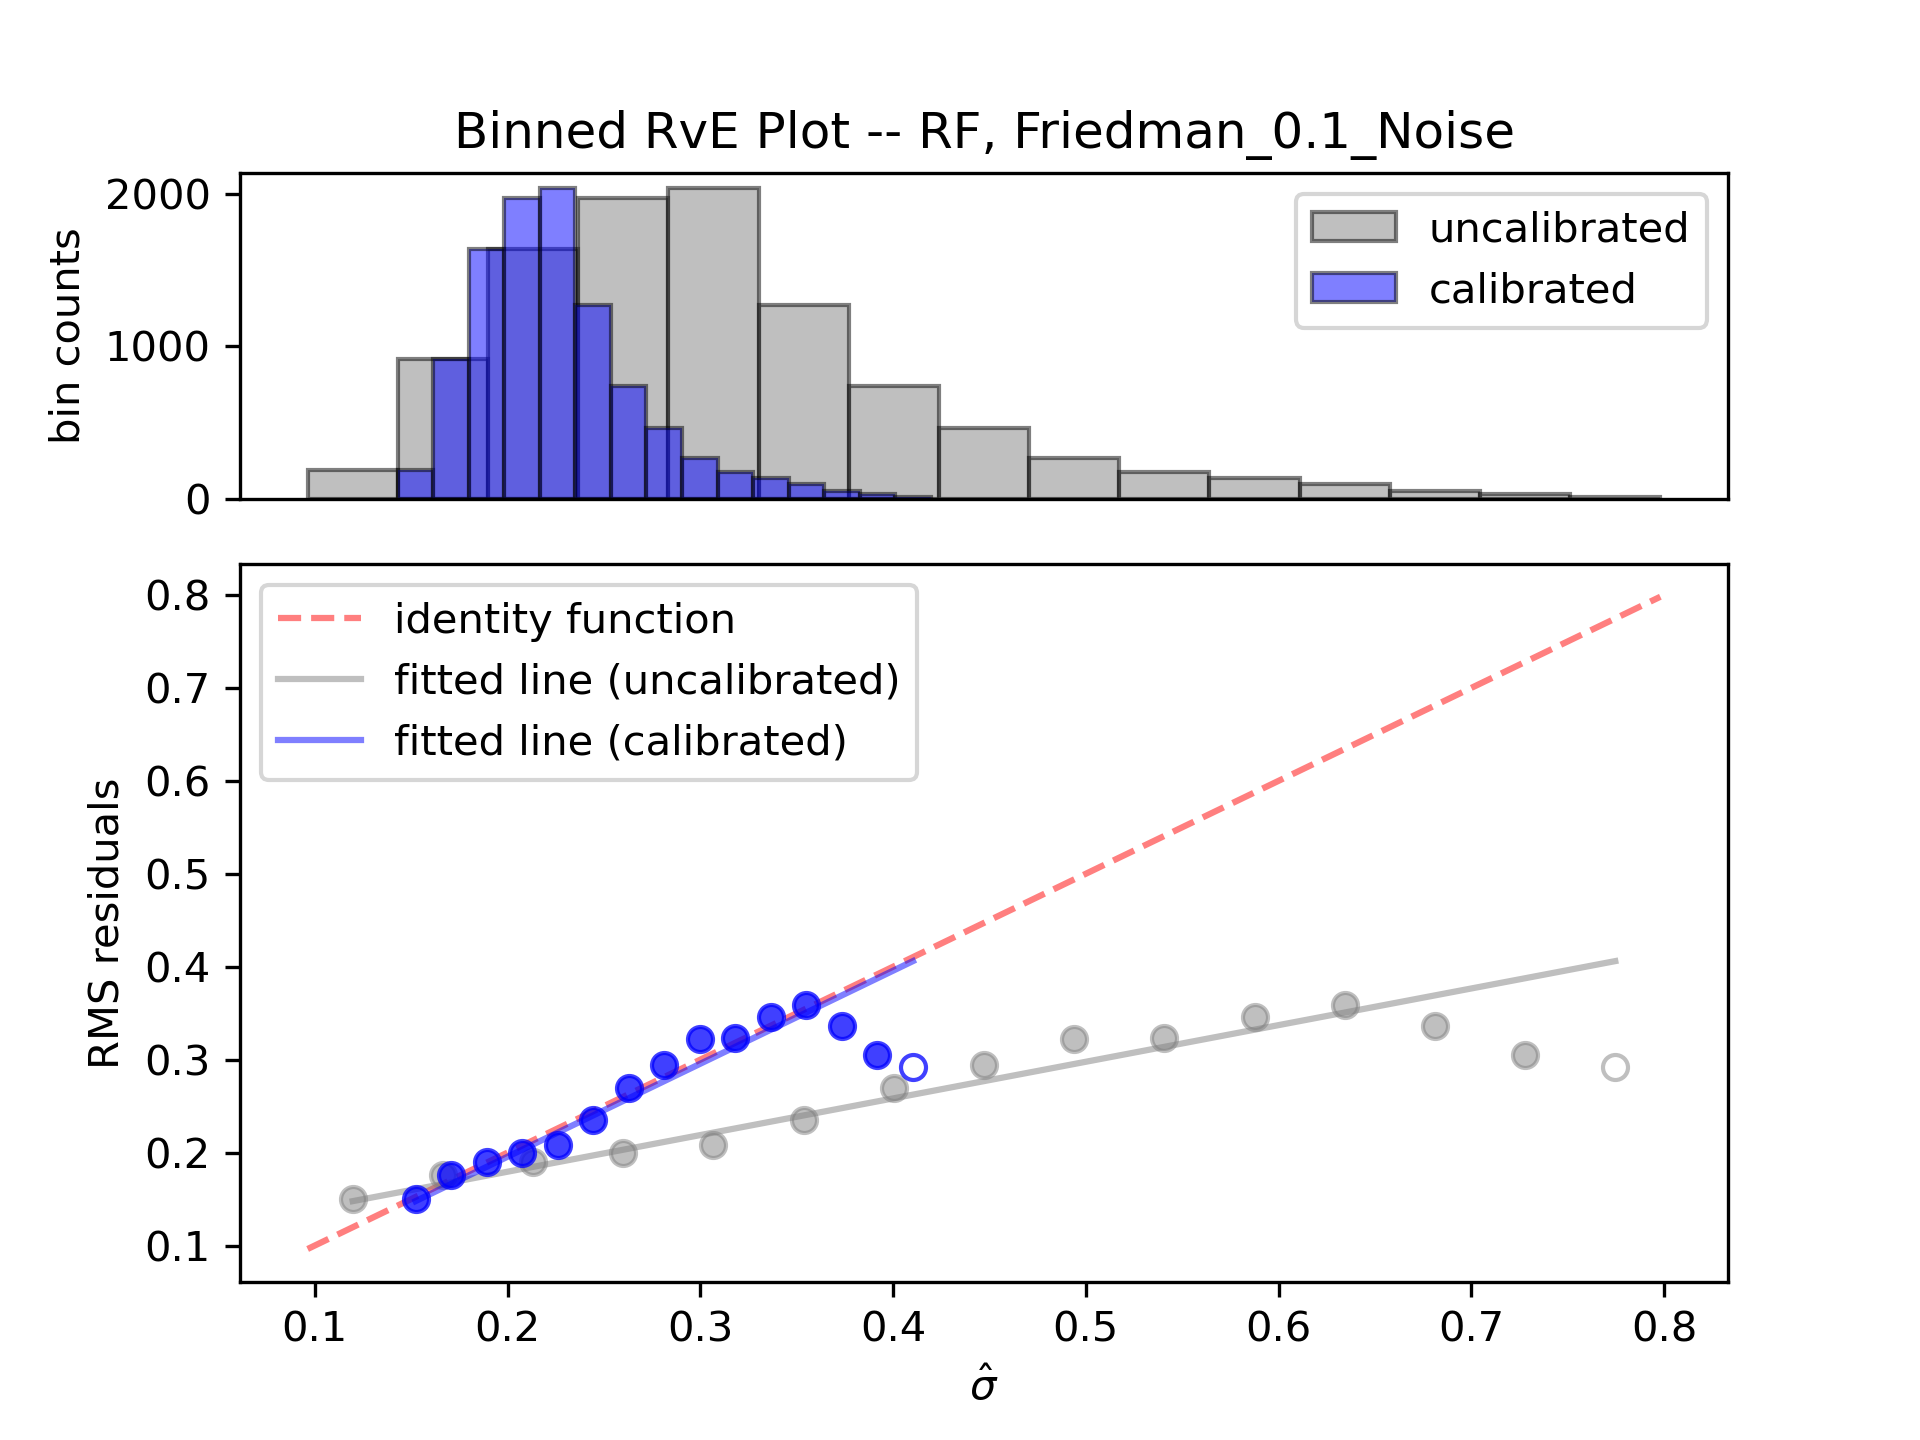 Binned RvE Plot -- RF, Friedman_0.1_Noise
2000
1000
0
bin counts
uncalibrated
calibrated
0.8
0.7
0.6
0.5
0.4
0.3
0.2
0.1
RMS residuals
identity function
fitted line (uncalibrated)
fitted line (calibrated)
0.1 0.2 0.3 0.4 0.5 0.6 0.7 0.8
σ̂